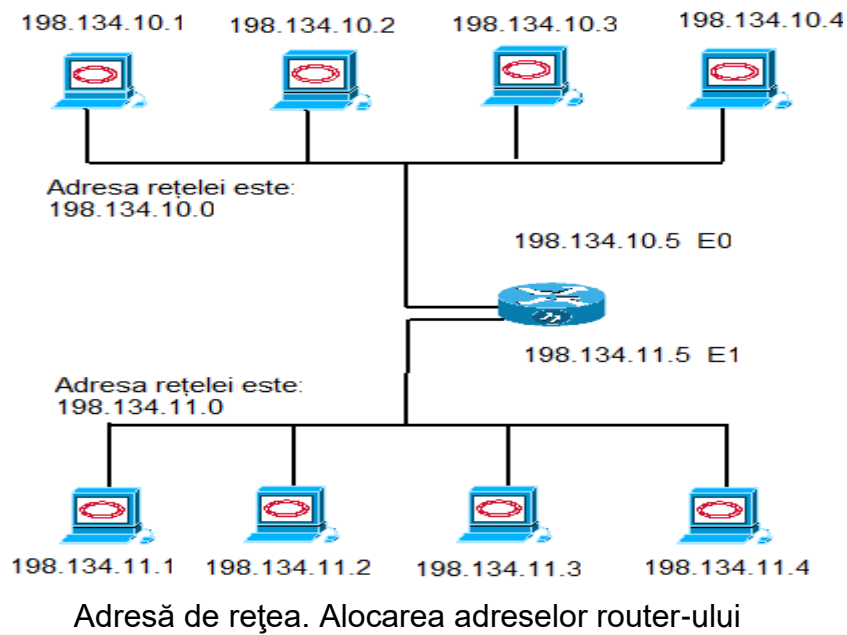 198.134.10.1 198.134.10.2 198.134.10.3 198.134.10.4
Adresa rețelei este:
198.134.10.0
198.134.10.5 E0
198.134.11.5 E1
Adresa rețelei este:
198.134.11.0
198.134.11.1 198.134.11.2 198.134.11.3 198.134.11.4
Adresă de reţea. Alocarea adreselor router-ului